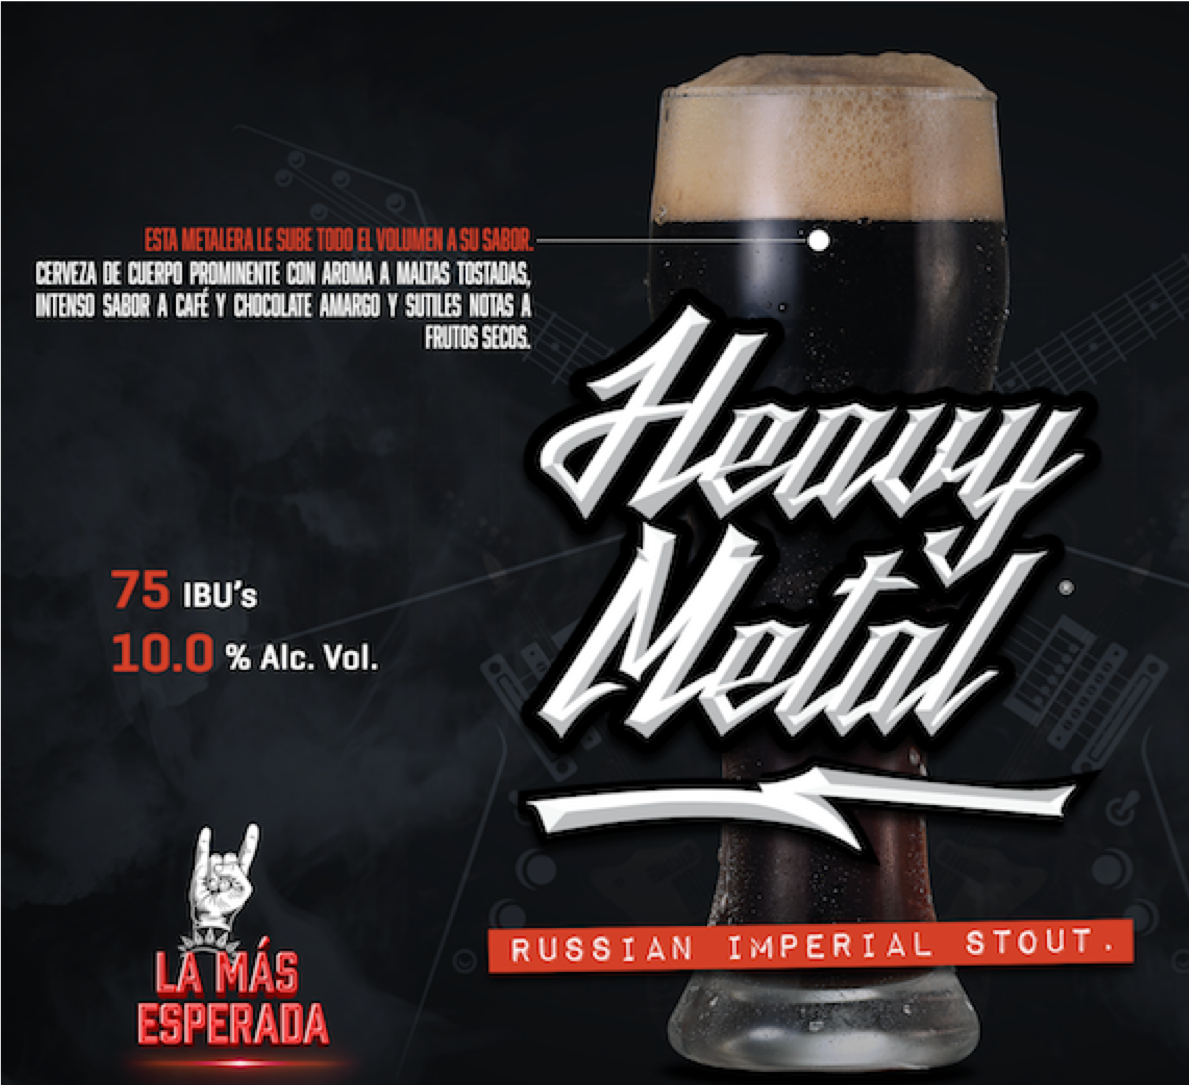 ESTA METALERA LE SUBE TODO EL VOLUMEN A SU SABOR.
CERVEZA DE CUERPO PROMINENTE CON AROMA A MALTAS TOSTADAS,
INTENSO SABOR A CAFÉ Y CHOCOLATE AMARGO Y SUTILES NOTAS A
FRUTOS SECOS.
Heavy
Metal
®
75 IBU's
10.0 % Alc. Vol.
RUSSIAN IMPERIAL STOUT.
LA MÁS
ESPERADA